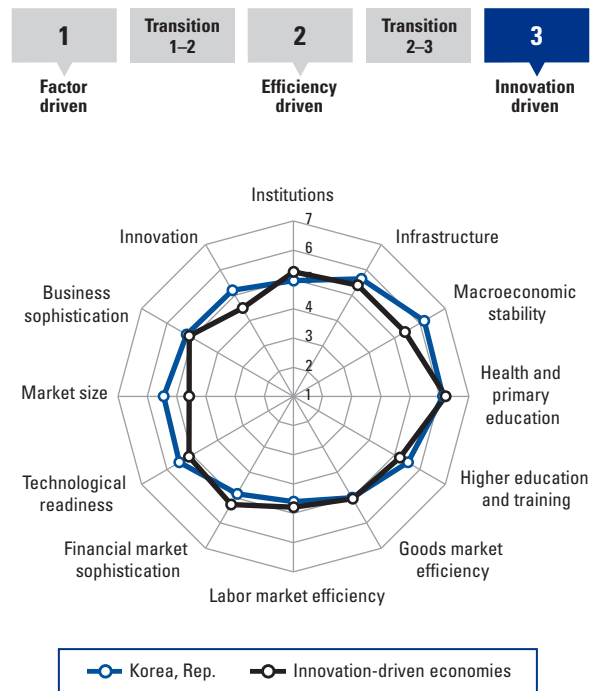 1
Transition
1–2
2
Transition
2–3
3
Factor
driven
Efficiency
driven
Innovation
driven
Institutions
7
Innovation
6
Infrastructure
Business
sophistication
4
Macroeconomic
stability
3
2
Market size
1
Health and
primary
education
Technological
readiness
Higher education
and training
Financial market
sophistication
Goods market
efficiency
Labor market efficiency
Korea, Rep.
Innovation-driven economies